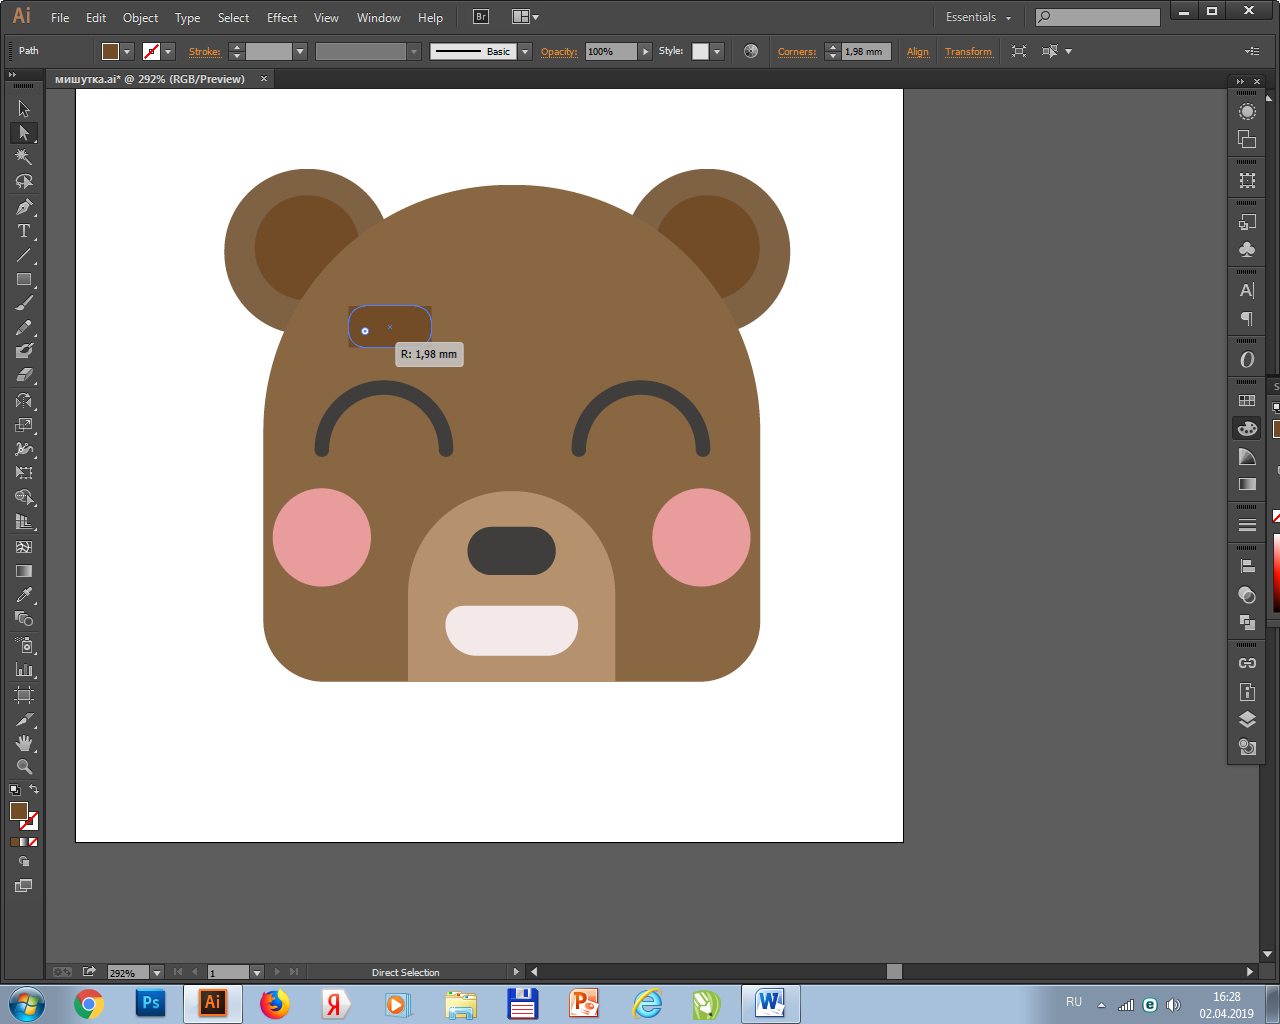 Ai File Edit Object Type Select Effect View Window Help Br Essentials
Path Stroke: Basic Opacity: 100% Style: Corners: 1,98 mm Align Transform
мишутка.ai* @ 292% (RGB/Preview) ×
R: 1,98 mm
292% 1 Direct Selection
Ps Ai Я P W RU 16:28
02.04.2019